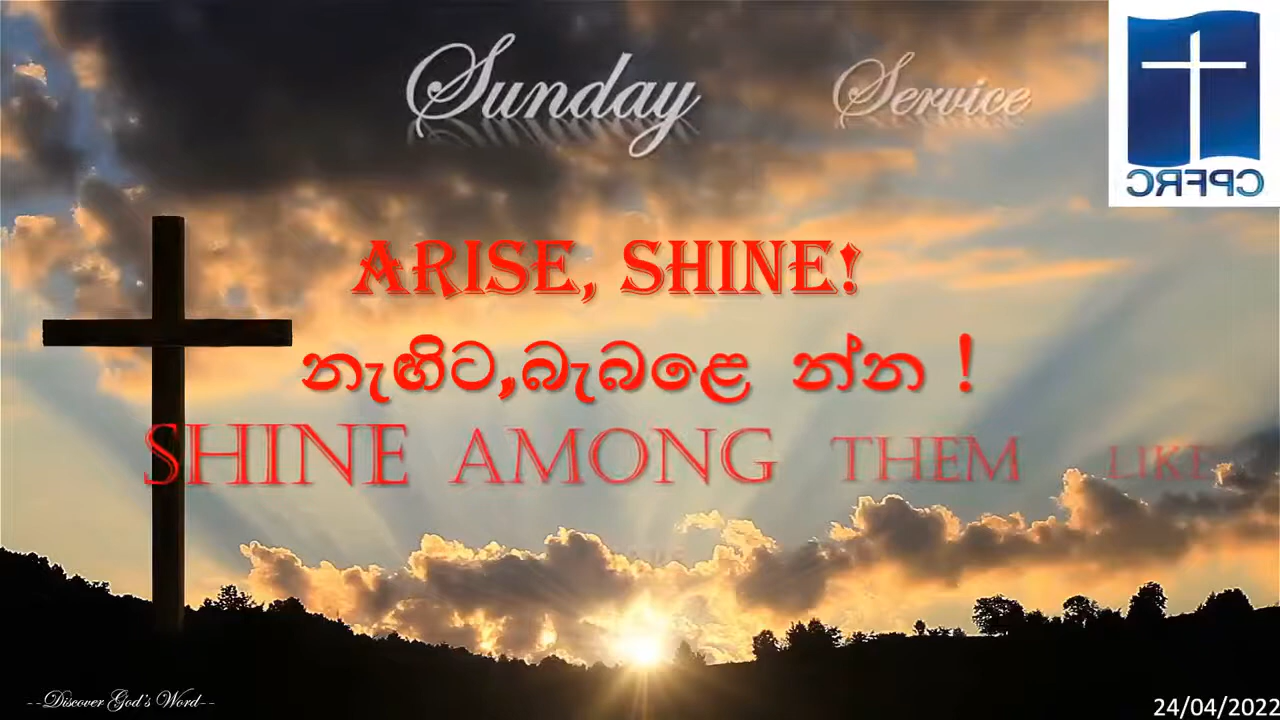 Sunday Service
CPFRC
ARISE, SHINE!
නැඟිට,බැබළෙ න්න !
SHINE AMONG THEM LIKE
--Discover God's Word--
24/04/2022